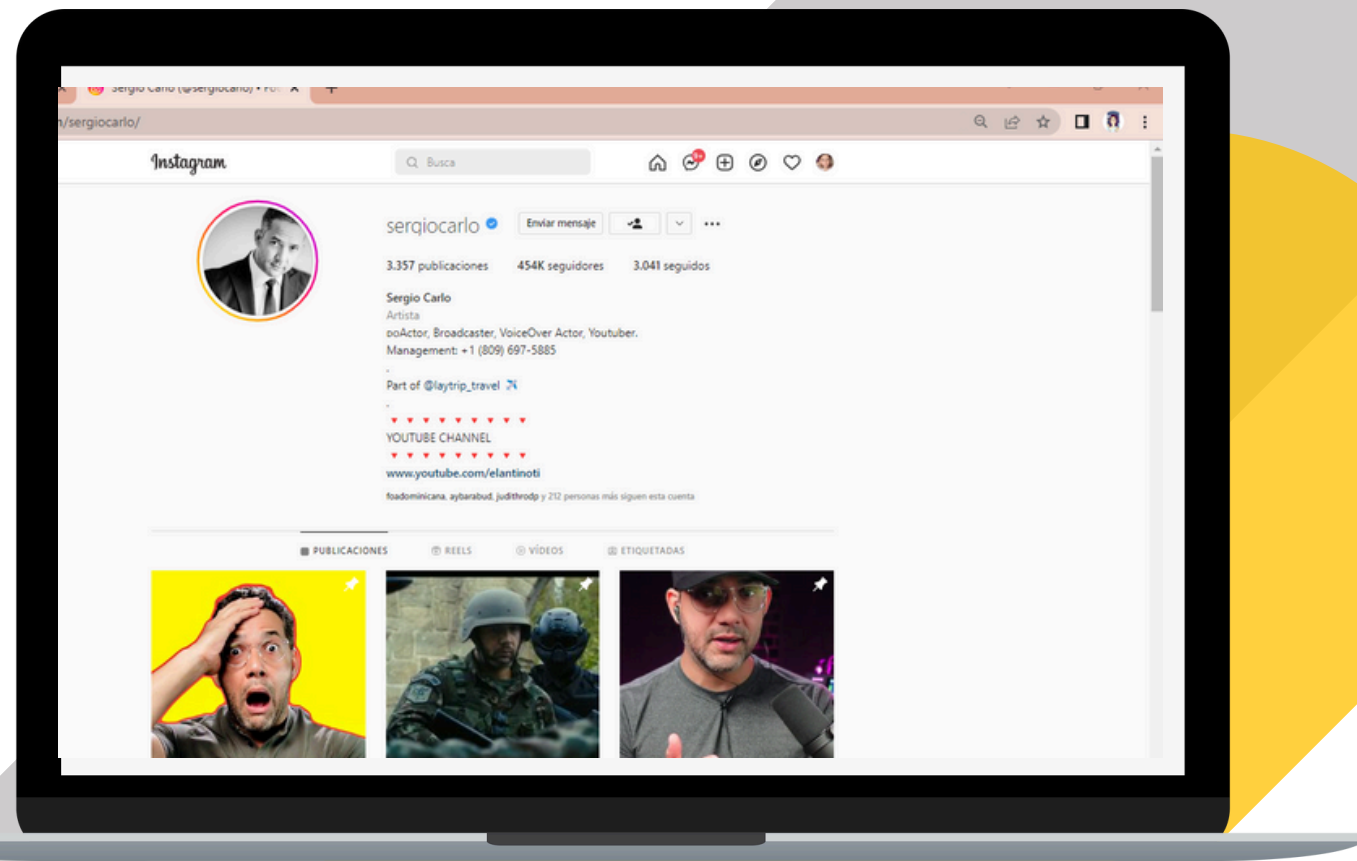 Sergio Carlo (@sergiocarlo) •
/sergiocarlo/
Instagram
Busca
9+
sergiocarlo
Enviar mensaje
3.357 publicaciones 454K seguidores 3.041 seguidos
Sergio Carlo
Artista
ooActor, Broadcaster, VoiceOver Actor, Youtuber.
Management: +1 (809) 697-5885
.
Part of @laytrip_travel
.
YOUTUBE CHANNEL
www.youtube.com/elantinoti
foadominicana, aybarabud, judithrodp y 212 personas más siguen esta cuenta
PUBLICACIONES REELS VÍDEOS ETIQUETADAS